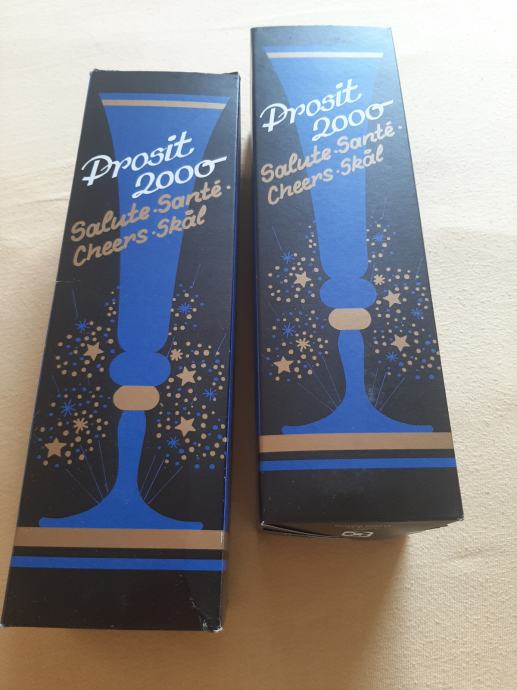 Prosit
2000
Salute·Santé·
Cheers·Skål
Prosit
2000
Salute·Santé·
Cheers·Skål